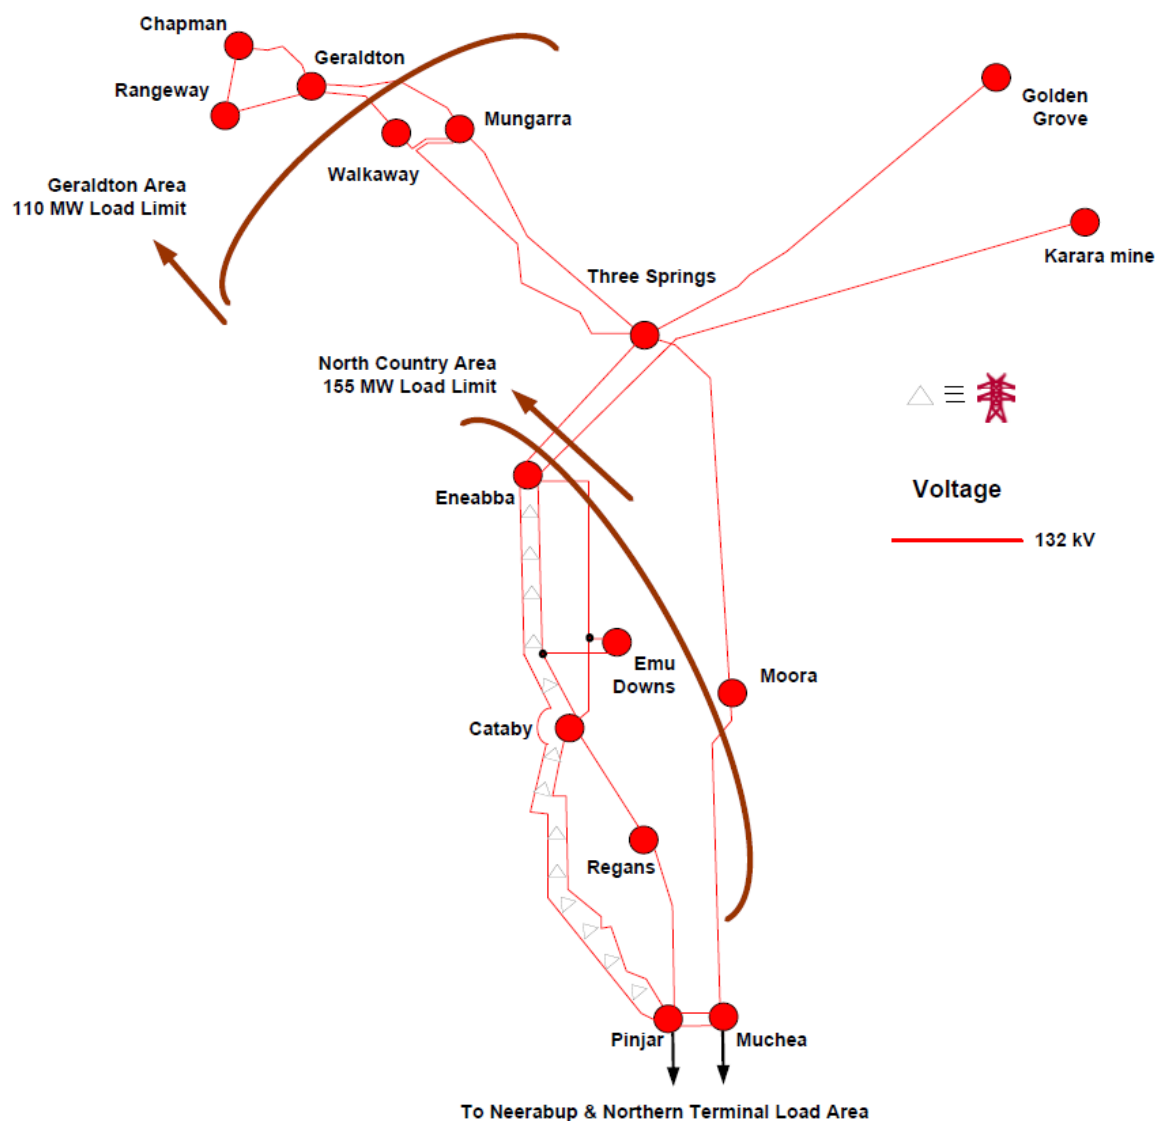 Chapman
Geraldton
Rangeway
Mungarra
Walkaway
Golden
Grove
Geraldton Area
110 MW Load Limit
Karara mine
Three Springs
North Country Area
155 MW Load Limit
Eneabba
Voltage
132 kV
Emu
Downs
Moora
Cataby
Regans
Pinjar
Muchea
To Neerabup & Northern Terminal Load Area